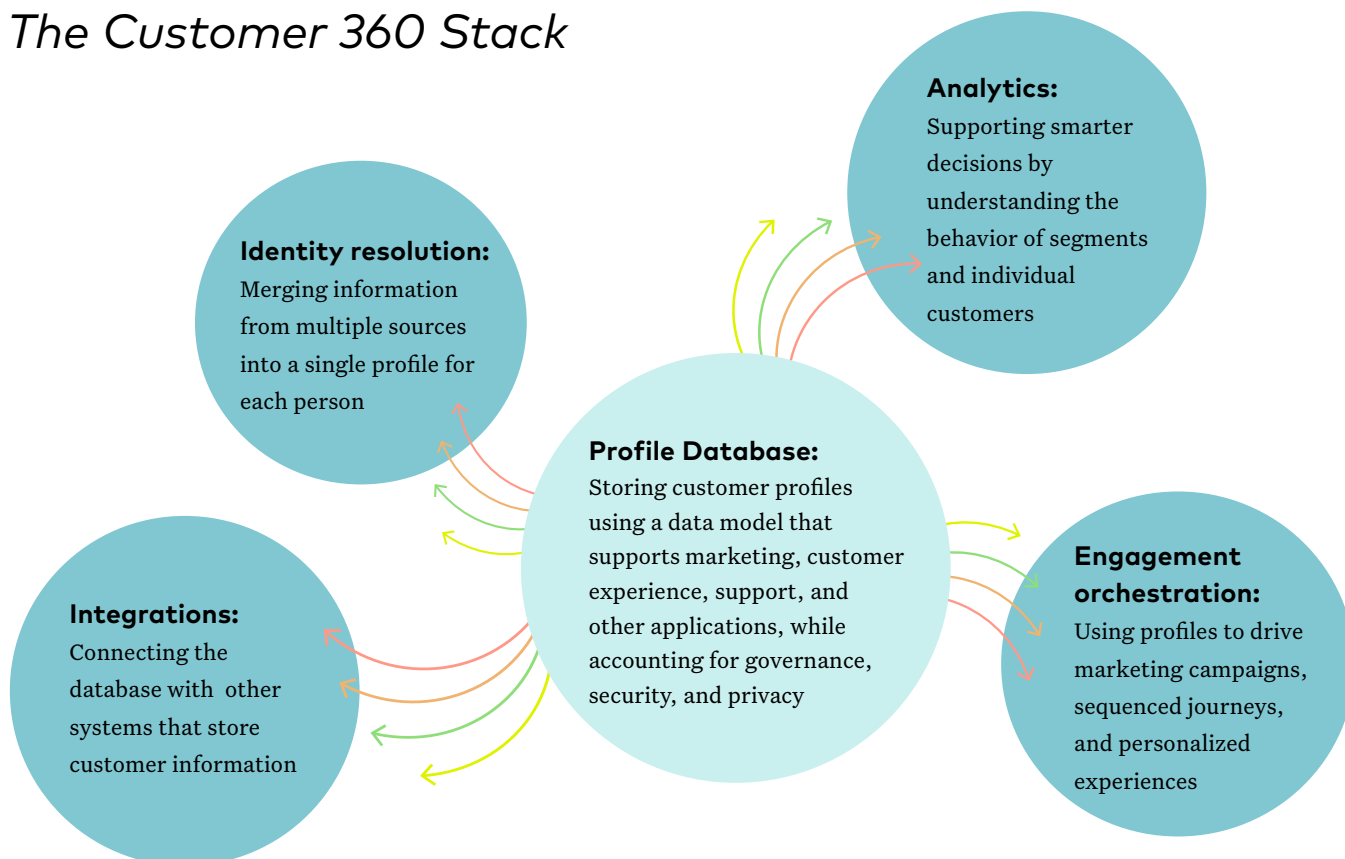 The Customer 360 Stack
Analytics:
Supporting smarter
decisions by
understanding the
behavior of segments
and individual
customers
Identity resolution:
Merging information
from multiple sources
into a single profile for
each person
Profile Database:
Storing customer profiles
using a data model that
supports marketing, customer
experience, support, and
other applications, while
accounting for governance,
security, and privacy
Engagement
orchestration:
Using profiles to drive
marketing campaigns,
sequenced journeys,
and personalized
experiences
Integrations:
Connecting the
database with other
systems that store
customer information